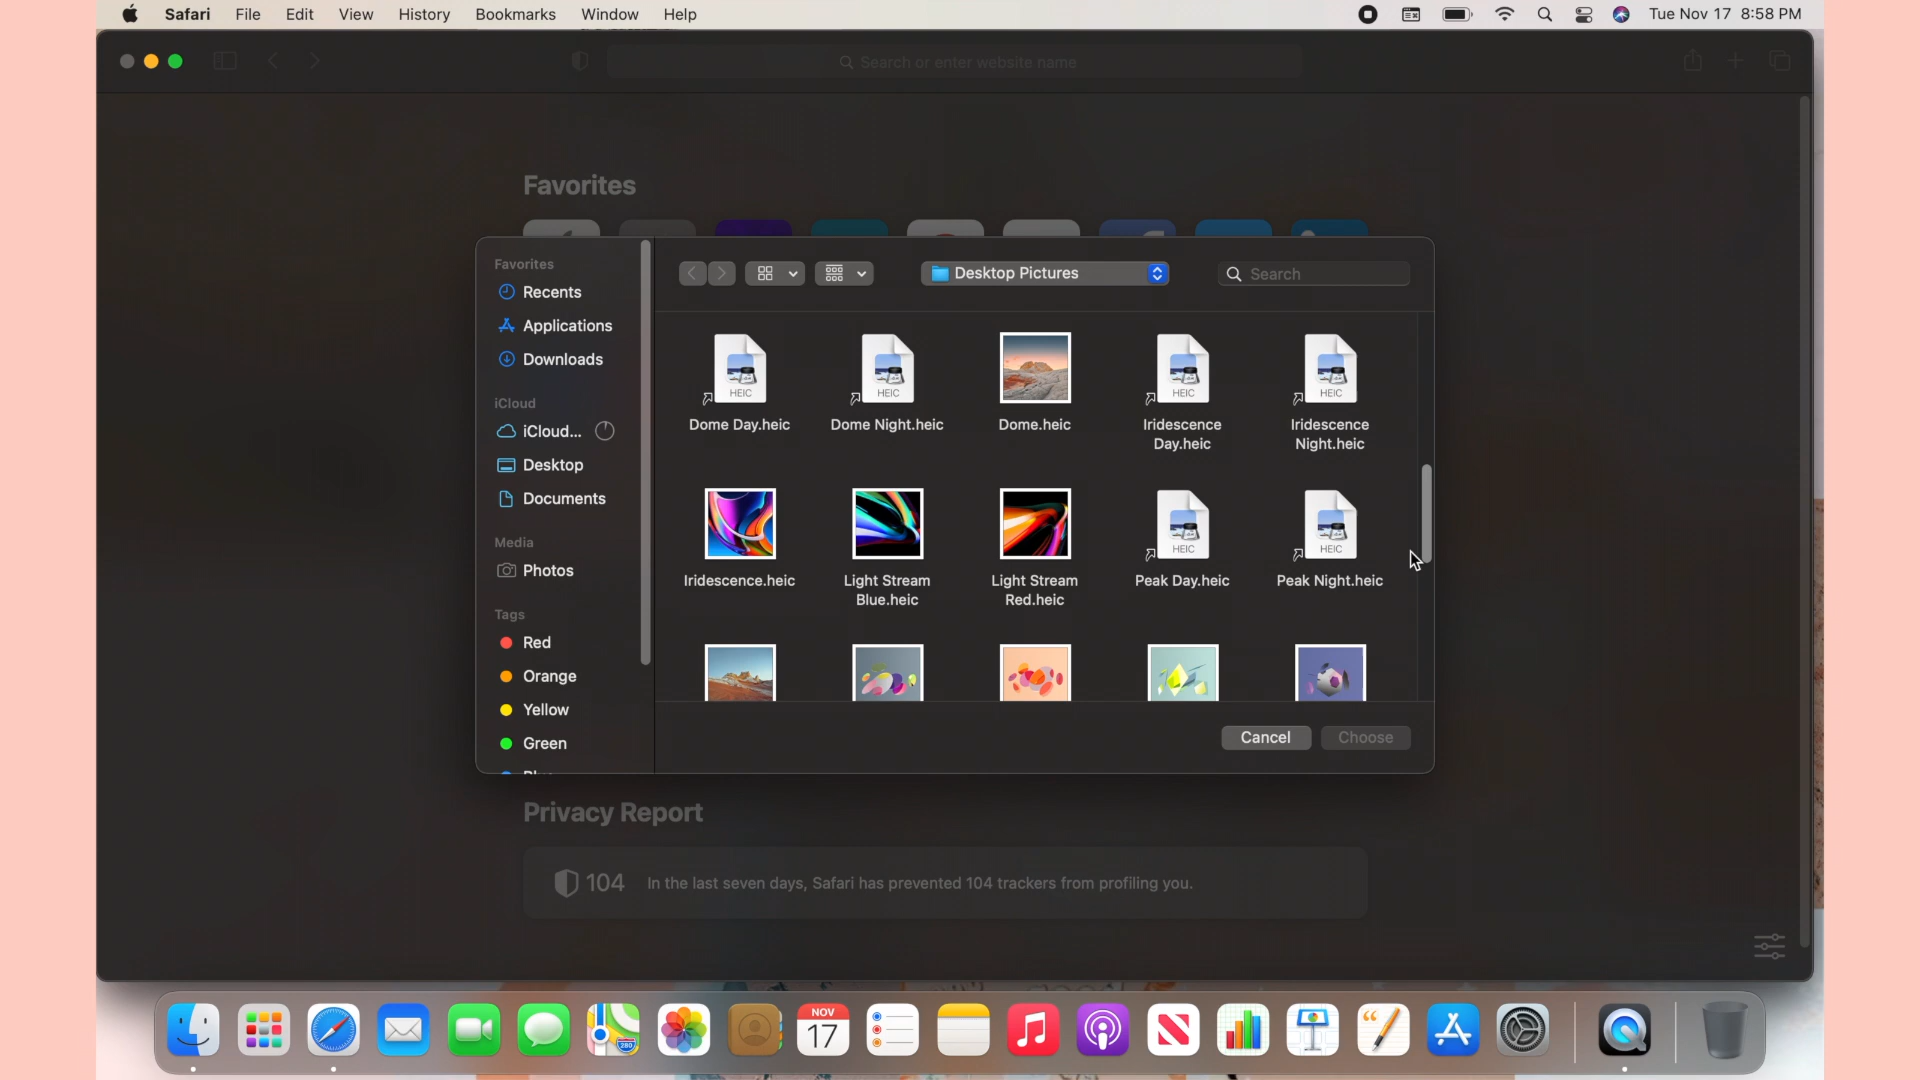 Safari File Edit View History Bookmarks Window Help Tue Nov 17 8:58 PM
Search or enter website name
Favorites
Favorites
Recents
Applications
Downloads
iCloud
iCloud...
Desktop
Documents
Media
Photos
Tags
Red
Orange
Yellow
Green
Desktop Pictures
Search
HEIC HEIC HEIC HEIC
Dome Day.heic Dome Night.heic Dome.heic Iridescence Iridescence
Day.heic Night.heic
HEIC HEIC
Iridescence.heic Light Stream Light Stream Peak Day.heic Peak Night.heic
Blue.heic Red.heic
Cancel Choose
Privacy Report
104 In the last seven days, Safari has prevented 104 trackers from profiling you.
NOV
17
280